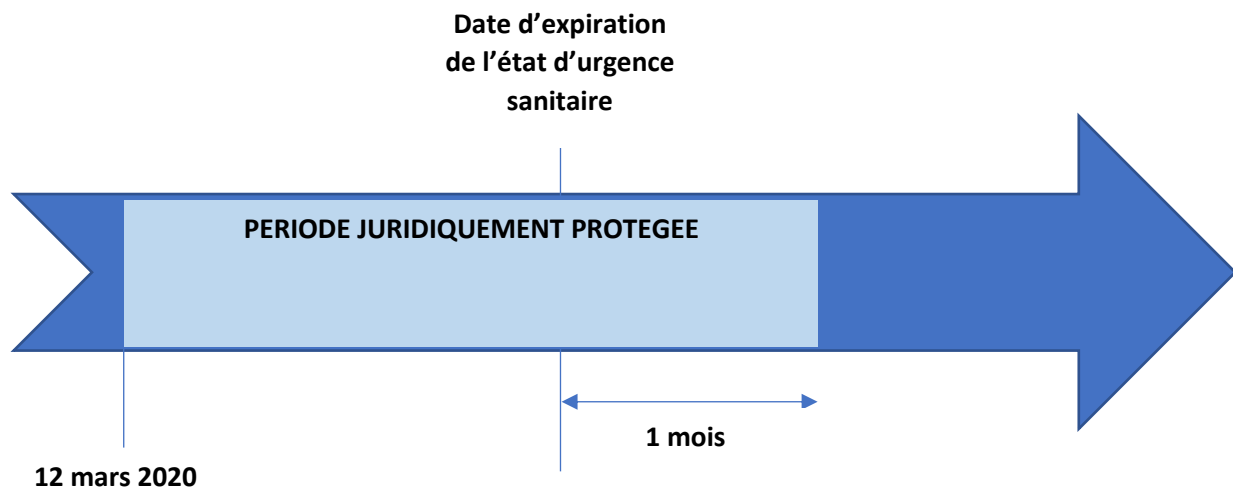 Date d’expiration
de l’état d’urgence
sanitaire
PERIODE JURIDIQUEMENT PROTEGEE
1 mois
12 mars 2020